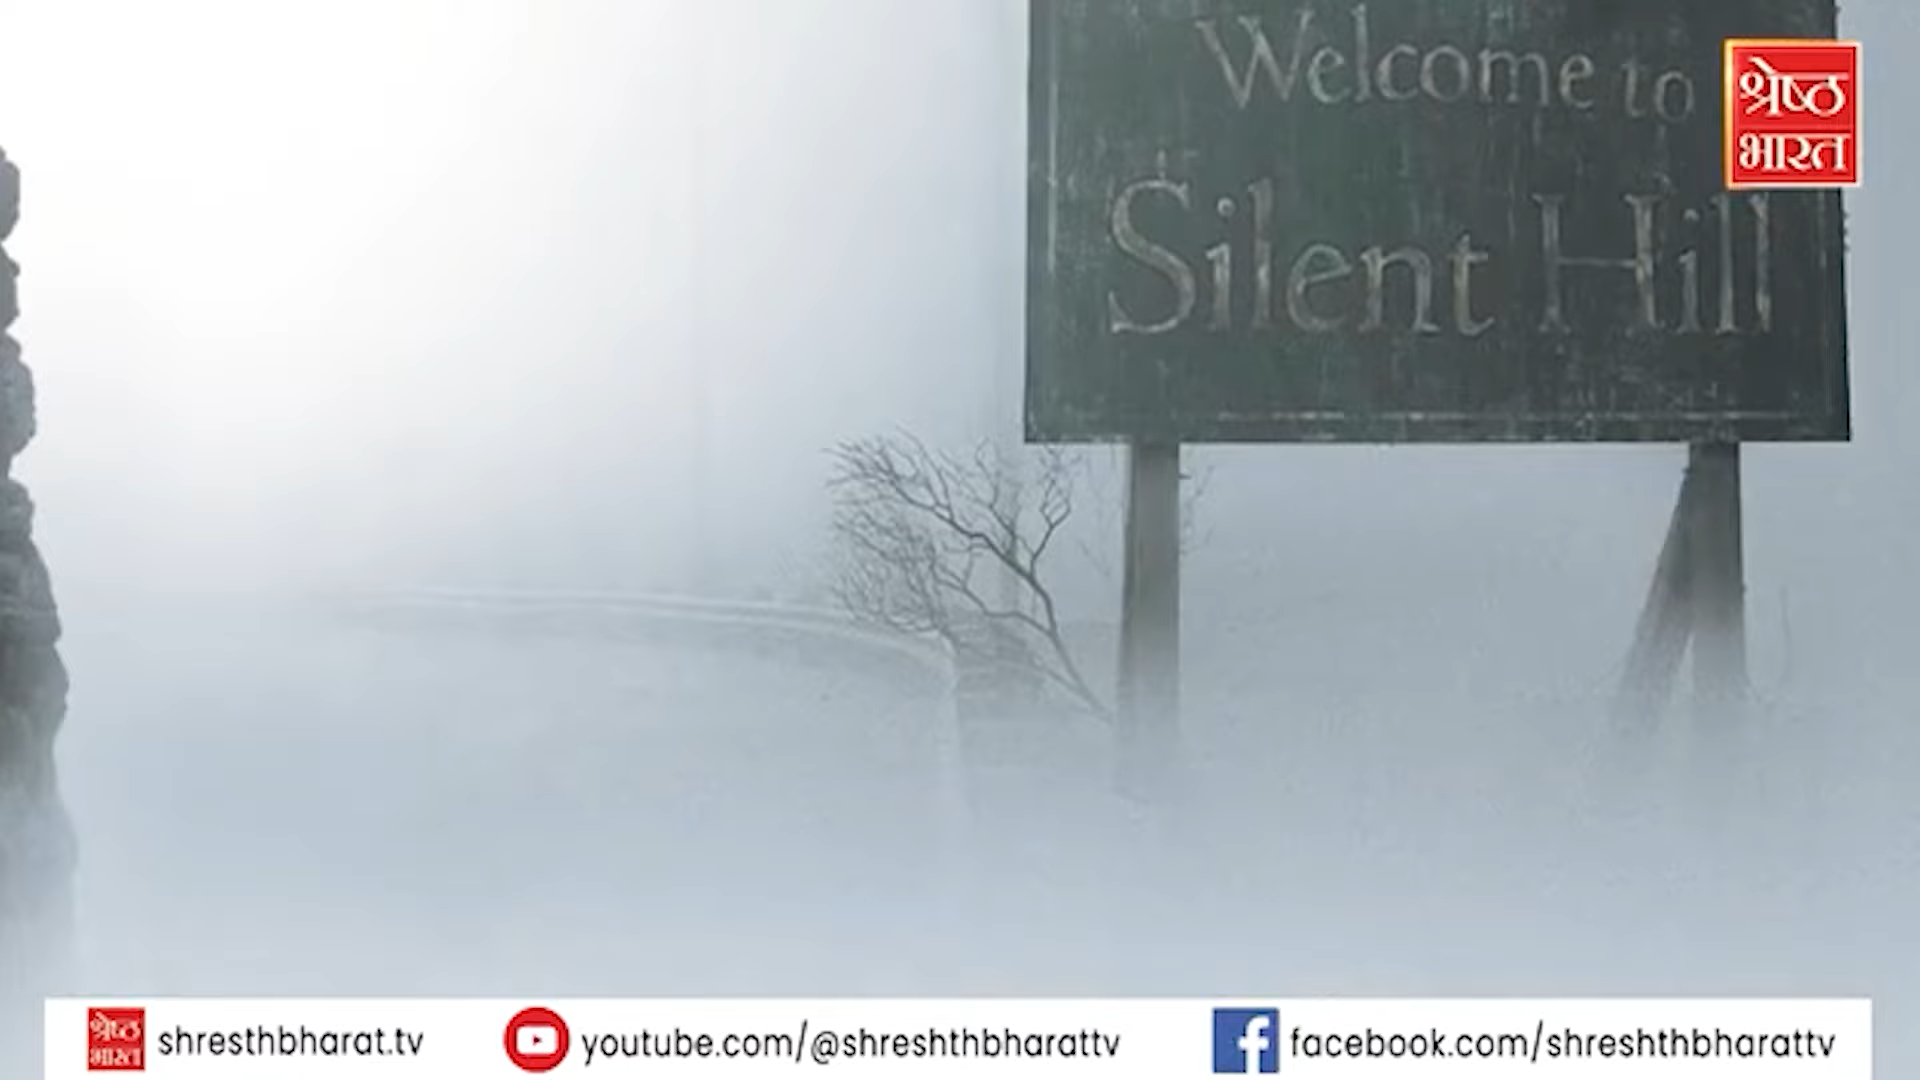 Welcome to
Silent Hill
श्रेष्ठ
भारत
श्रेष्ठ
भारत
shresthbharat.tv
youtube.com/@shreshthbharattv
facebook.com/shreshthbharattv